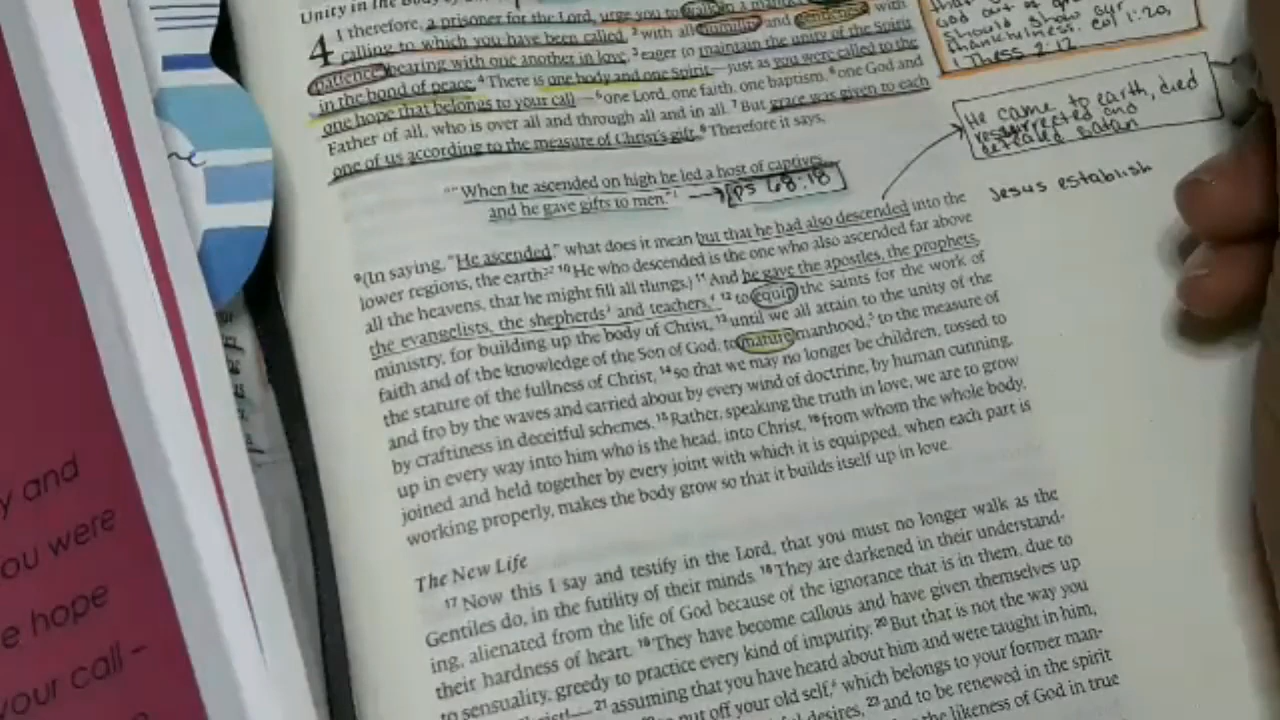 Unity in the Body of
4 I therefore, a prisoner for the Lord, urge you to walk in a
calling to which you have been called, 2 with all humility and gentleness, with
patience, bearing with one another in love, 3 eager to maintain the unity of the Spirit
in the bond of peace. 4 There is one body and one Spirit—just as you were called to the
one hope that belongs to your call— 5 one Lord, one faith, one baptism, 6 one God and
Father of all, who is over all and through all and in all. 7 But grace was given to each
one of us according to the measure of Christ's gift. 8 Therefore it says,
"When he ascended on high he led a host of captives,
and he gave gifts to men." → PS 68:18
9 (In saying, "He ascended," what does it mean but that he had also descended into the
lower regions, the earth? 10 He who descended is the one who also ascended far above
all the heavens, that he might fill all things.) 11 And he gave the apostles, the prophets,
the evangelists, the shepherds and teachers, 12 to equip the saints for the work of
ministry, for building up the body of Christ, 13 until we all attain to the unity of the
faith and of the knowledge of the Son of God, to mature manhood, to the measure of
the stature of the fullness of Christ, 14 so that we may no longer be children, tossed to
and fro by the waves and carried about by every wind of doctrine, by human cunning,
by craftiness in deceitful schemes. 15 Rather, speaking the truth in love, we are to grow
up in every way into him who is the head, into Christ, 16 from whom the whole body,
joined and held together by every joint with which it is equipped, when each part is
working properly, makes the body grow so that it builds itself up in love.
The New Life
17 Now this I say and testify in the Lord, that you must no longer walk as the
Gentiles do, in the futility of their minds. 18 They are darkened in their understand-
ing, alienated from the life of God because of the ignorance that is in them, due to
their hardness of heart. 19 They have become callous and have given themselves up
to sensuality, greedy to practice every kind of impurity. 20 But that is not the way you
21 assuming that you have heard about him and were taught in him,
put off your old self, which belongs to your former man-
desires, 23 and to be renewed in the spirit
the likeness of God in true
God out of
should show our
thankfulness. Col 1:20,
1 Thess 2:12
He came to earth, died
resurrected and
defeated Satan
Jesus establish
y and
ou were
e hope
your call –